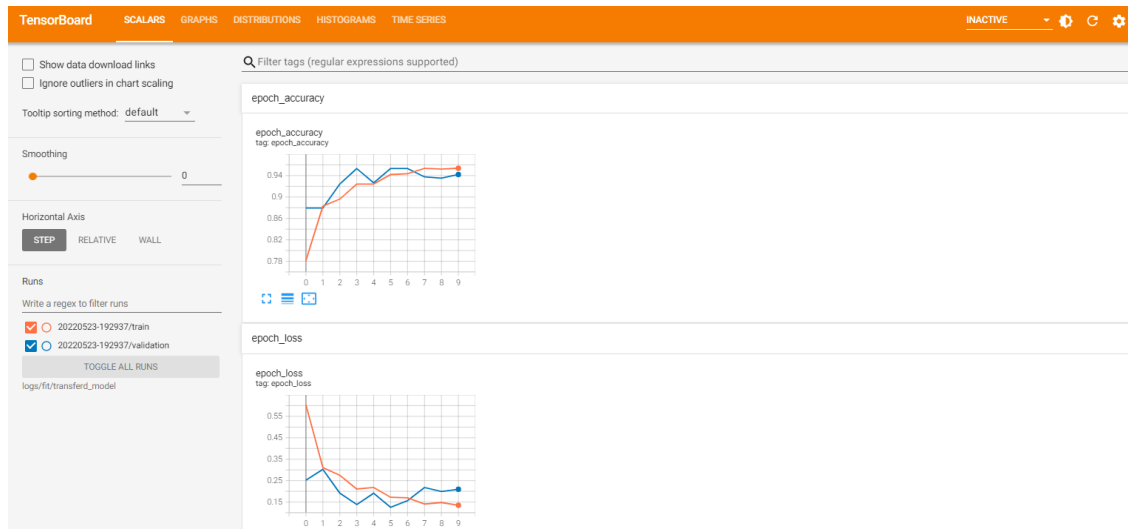 TensorBoard SCALARS GRAPHS DISTRIBUTIONS HISTOGRAMS TIME SERIES INACTIVE
Show data download links
Ignore outliers in chart scaling
Tooltip sorting method: default
Smoothing
0
Horizontal Axis
STEP RELATIVE WALL
Runs
Write a regex to filter runs
20220523-192937/train
20220523-192937/validation
TOGGLE ALL RUNS
logs/fit/transferd_model
Filter tags (regular expressions supported)
epoch_accuracy
epoch_accuracy
tag: epoch_accuracy
0.94
0.9
0.86
0.82
0.78
0 1 2 3 4 5 6 7 8 9
epoch_loss
epoch_loss
tag: epoch_loss
0.55
0.45
0.35
0.25
0.15
0 1 2 3 4 5 6 7 8 9